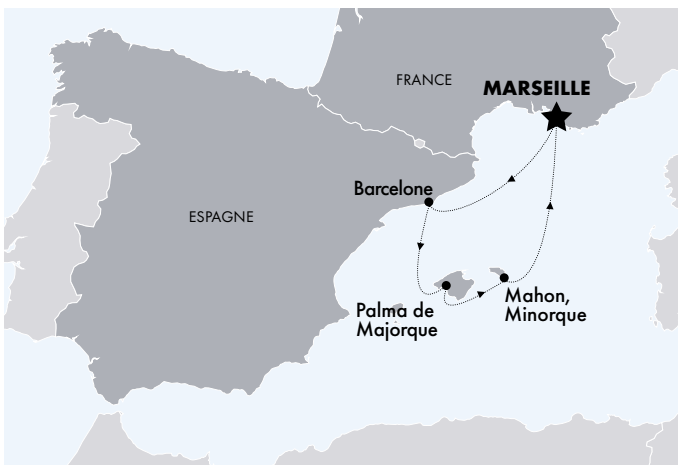 FRANCE
MARSEILLE
Barcelone
ESPAGNE
Palma de
Majorque
Mahon,
Minorque